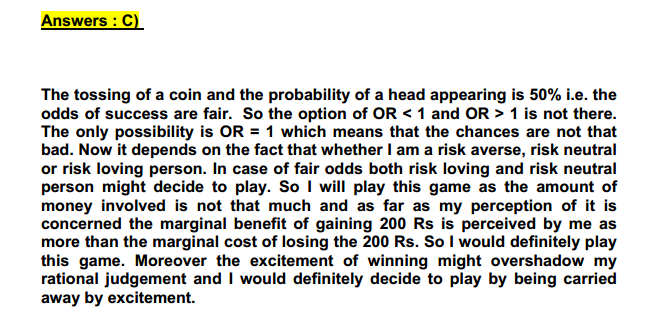 Answers : C)
The tossing of a coin and the probability of a head appearing is 50% i.e. the
odds of success are fair.  So the option of OR < 1 and OR > 1 is not there.
The only possibility is OR = 1 which means that the chances are not that
bad. Now it depends on the fact that whether I am a risk averse, risk neutral
or risk loving person. In case of fair odds both risk loving and risk neutral
person might decide to play. So I will play this game as the amount of
money involved is not that much and as far as my perception of it is
concerned the marginal benefit of gaining 200 Rs is perceived by me as
more than the marginal cost of losing the 200 Rs. So I would definitely play
this game. Moreover the excitement of winning might overshadow my
rational judgement and I would definitely decide to play by being carried
away by excitement.